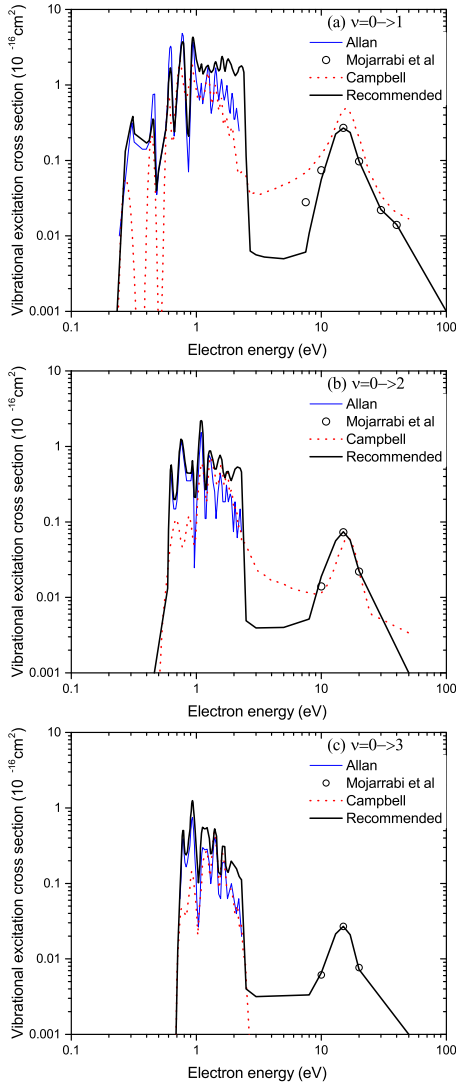 10
(a) ν=0->1
Allan
Mojarrabi et al
Campbell
Recommended
1
0.1
0.01
0.001
0.1 1 10 100
Electron energy (eV)
Vibrational excitation cross section (10 -16cm2)
10
(b) ν=0->2
Allan
Mojarrabi et al
Campbell
Recommended
1
0.1
0.01
0.001
0.1 1 10 100
Electron energy (eV)
Vibrational excitation cross section (10 -16cm2)
10
(c) ν=0->3
Allan
Mojarrabi et al
Campbell
Recommended
1
0.1
0.01
0.001
0.1 1 10 100
Electron energy (eV)
Vibrational excitation cross section (10 -16cm2)